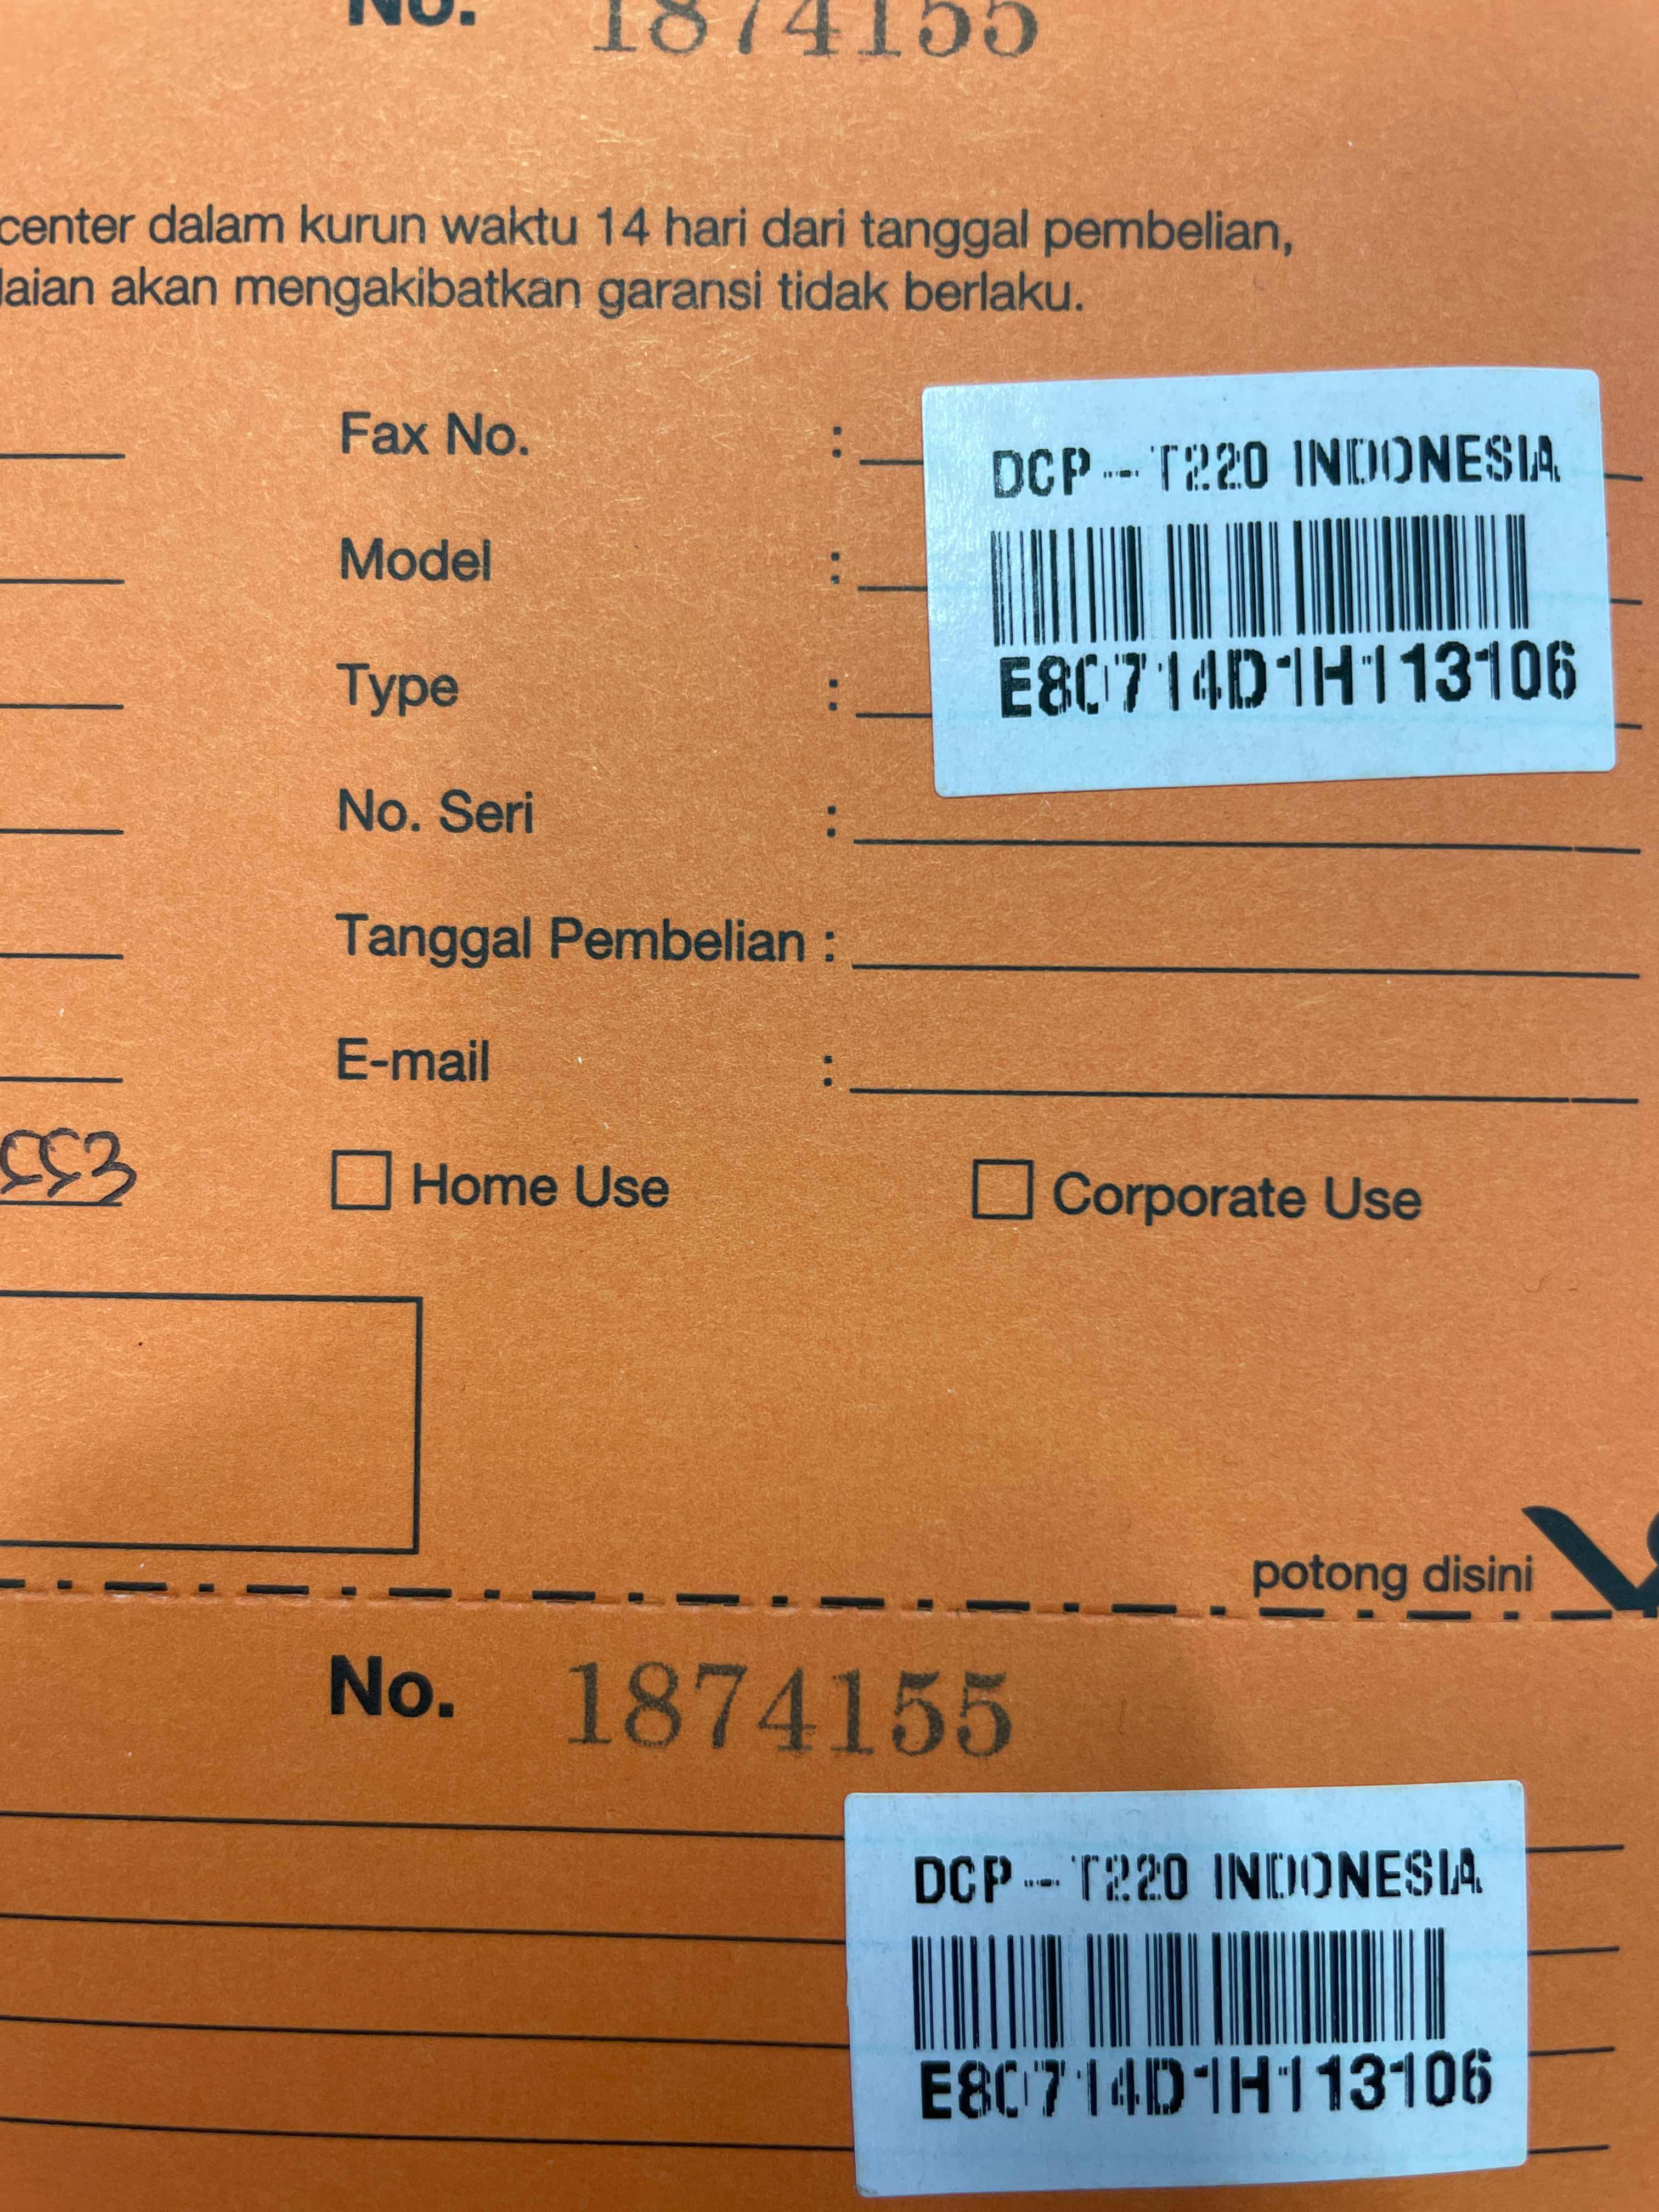 No. 1874155
center dalam kurun waktu 14 hari dari tanggal pembelian,
laian akan mengakibatkan garansi tidak berlaku.
Fax No. :
DCP-T220 INDONESIA
Model :
E80714D1H113106
Type :
No. Seri :
Tanggal Pembelian :
E-mail :
553
Home Use
Corporate Use
potong disini
No. 1874155
DCP-T220 INDONESIA
E80714D1H113106